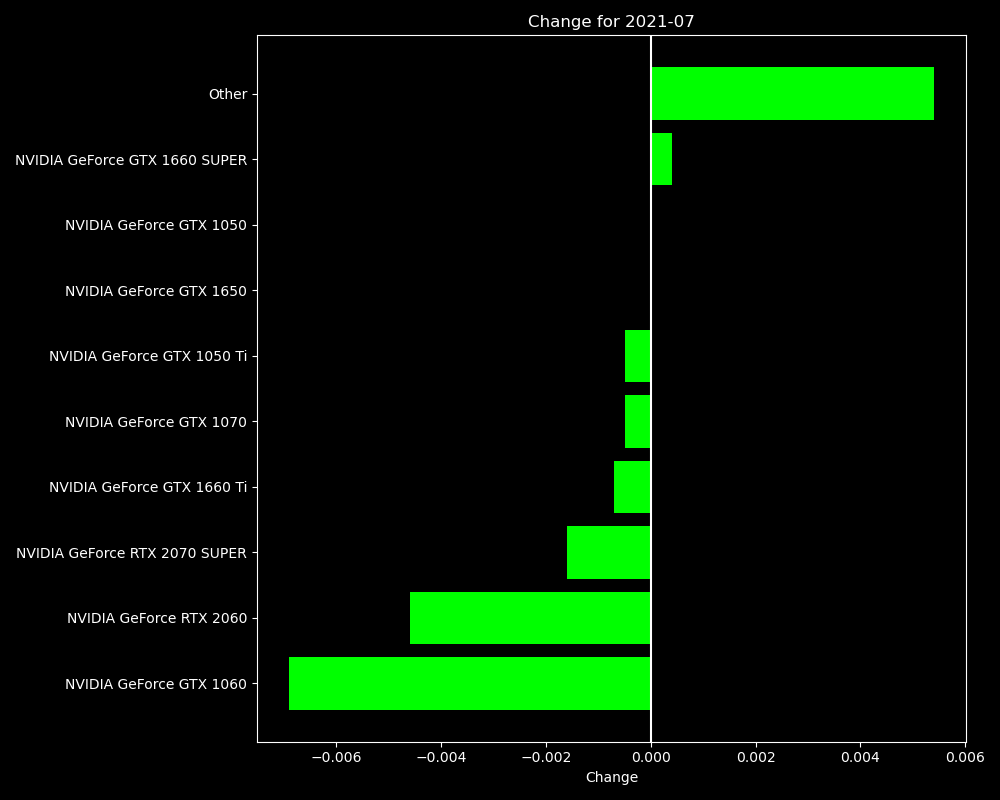 Change for 2021-07
Other
NVIDIA GeForce GTX 1660 SUPER
NVIDIA GeForce GTX 1050
NVIDIA GeForce GTX 1650
NVIDIA GeForce GTX 1050 Ti
NVIDIA GeForce GTX 1070
NVIDIA GeForce GTX 1660 Ti
NVIDIA GeForce RTX 2070 SUPER
NVIDIA GeForce RTX 2060
NVIDIA GeForce GTX 1060
−0.006 −0.004 −0.002 0.000 0.002 0.004 0.006
Change